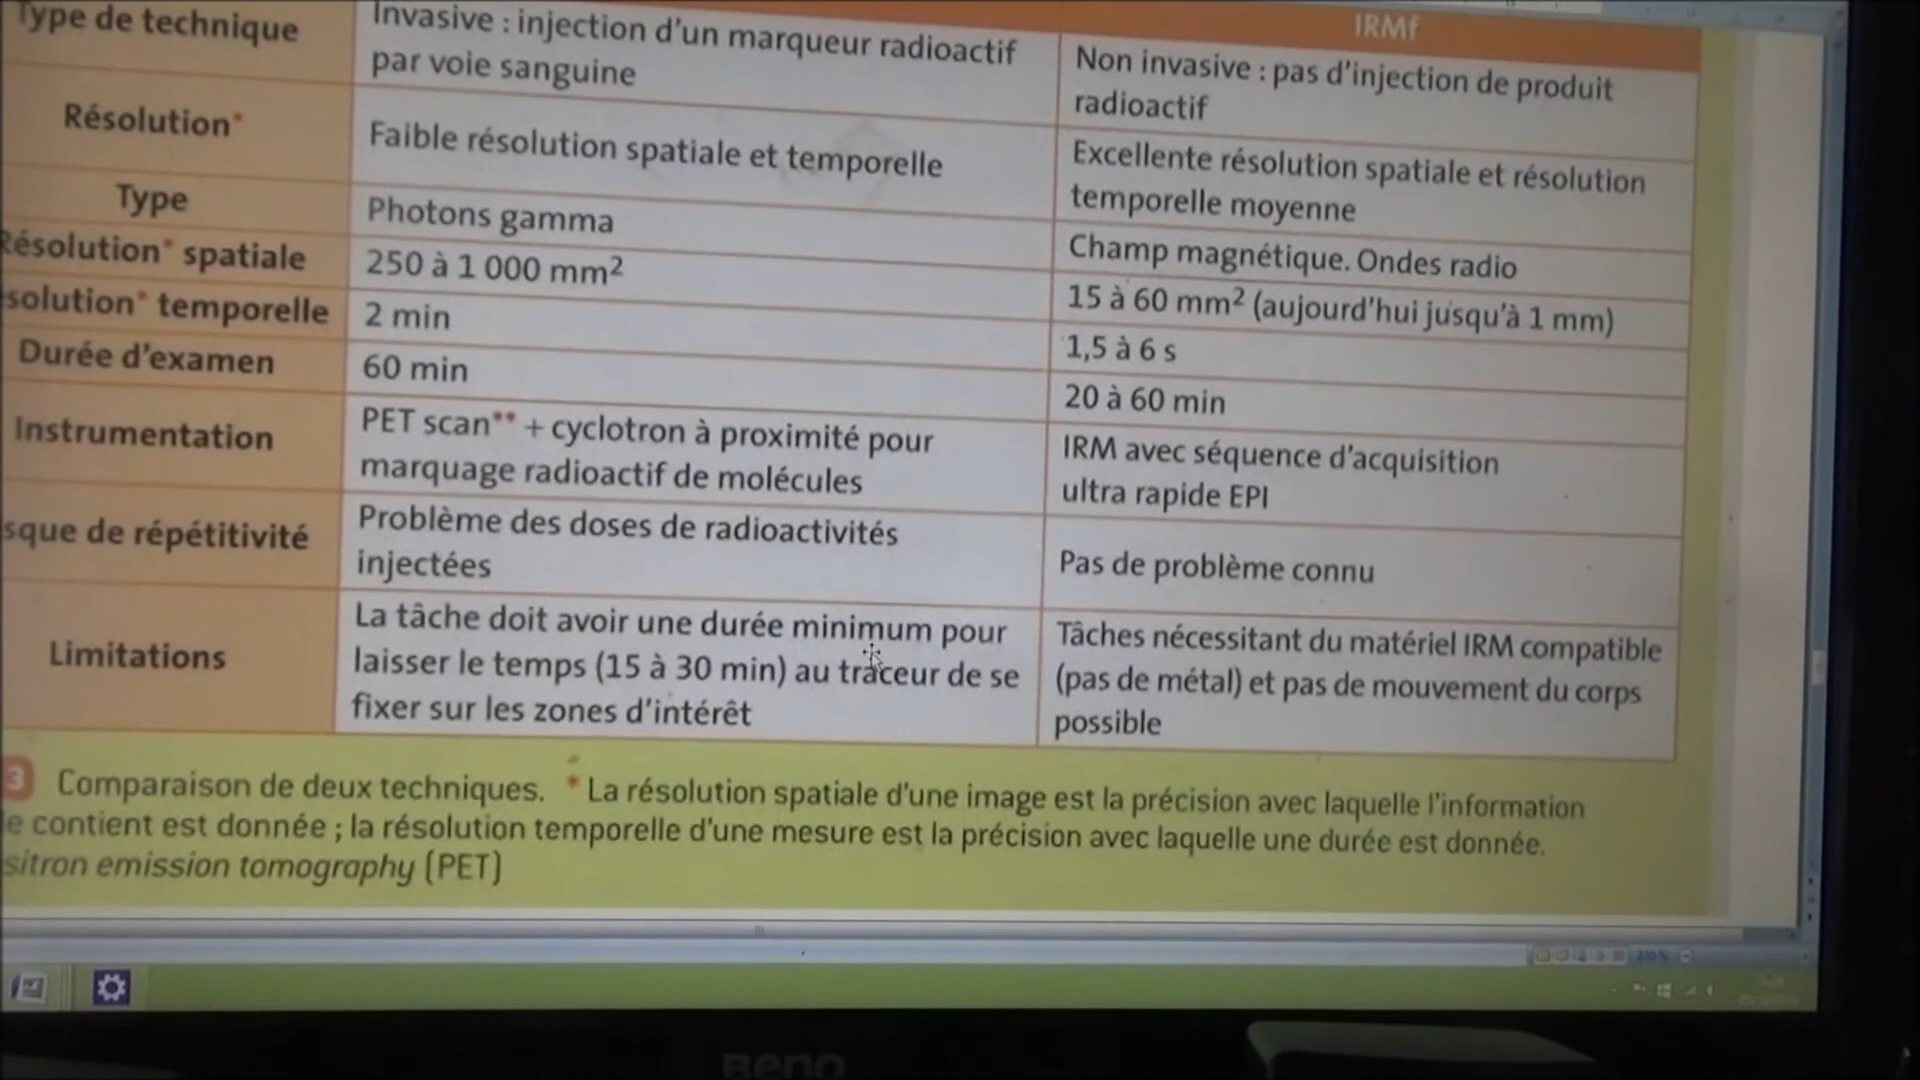 IRMf
Type de technique
Invasive : injection d'un marqueur radioactif
par voie sanguine
Non invasive : pas d'injection de produit
radioactif
Résolution*
Faible résolution spatiale et temporelle
Excellente résolution spatiale et résolution
temporelle moyenne
Type
Photons gamma
Champ magnétique. Ondes radio
Résolution* spatiale
250 à 1 000 mm²
15 à 60 mm² (aujourd'hui jusqu'à 1 mm)
solution* temporelle
2 min
1,5 à 6 s
Durée d'examen
60 min
20 à 60 min
Instrumentation
PET scan** + cyclotron à proximité pour
marquage radioactif de molécules
IRM avec séquence d'acquisition
ultra rapide EPI
sque de répétitivité
Problème des doses de radioactivités
injectées
Pas de problème connu
Limitations
La tâche doit avoir une durée minimum pour
laisser le temps (15 à 30 min) au traceur de se
fixer sur les zones d'intérêt
Tâches nécessitant du matériel IRM compatible
(pas de métal) et pas de mouvement du corps
possible
3 Comparaison de deux techniques. * La résolution spatiale d'une image est la précision avec laquelle l'information
e contient est donnée ; la résolution temporelle d'une mesure est la précision avec laquelle une durée est donnée.
sitron emission tomography (PET)
BenQ